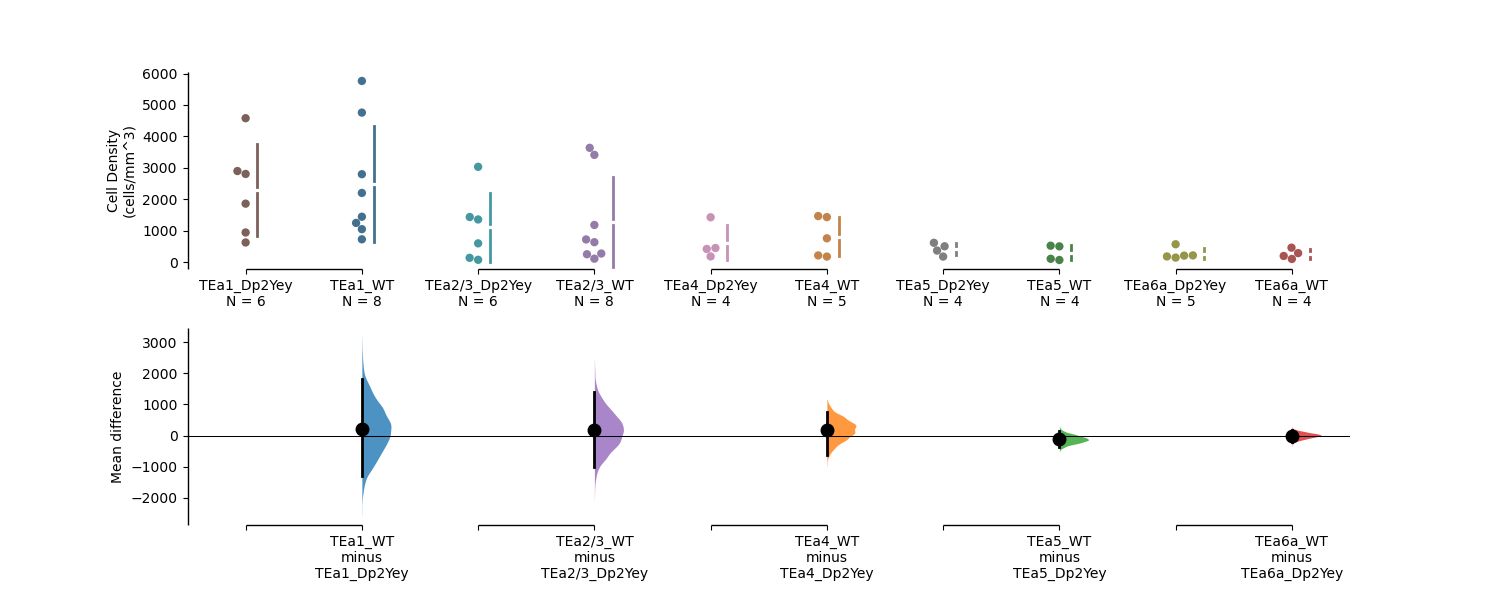 Cell Density
(cells/mm^3)
6000
5000
4000
3000
2000
1000
0
TEa1_Dp2Yey
N = 6
TEa1_WT
N = 8
TEa2/3_Dp2Yey
N = 6
TEa2/3_WT
N = 8
TEa4_Dp2Yey
N = 4
TEa4_WT
N = 5
TEa5_Dp2Yey
N = 4
TEa5_WT
N = 4
TEa6a_Dp2Yey
N = 5
TEa6a_WT
N = 4
Mean difference
3000
2000
1000
0
−1000
−2000
TEa1_WT
minus
TEa1_Dp2Yey
TEa2/3_WT
minus
TEa2/3_Dp2Yey
TEa4_WT
minus
TEa4_Dp2Yey
TEa5_WT
minus
TEa5_Dp2Yey
TEa6a_WT
minus
TEa6a_Dp2Yey